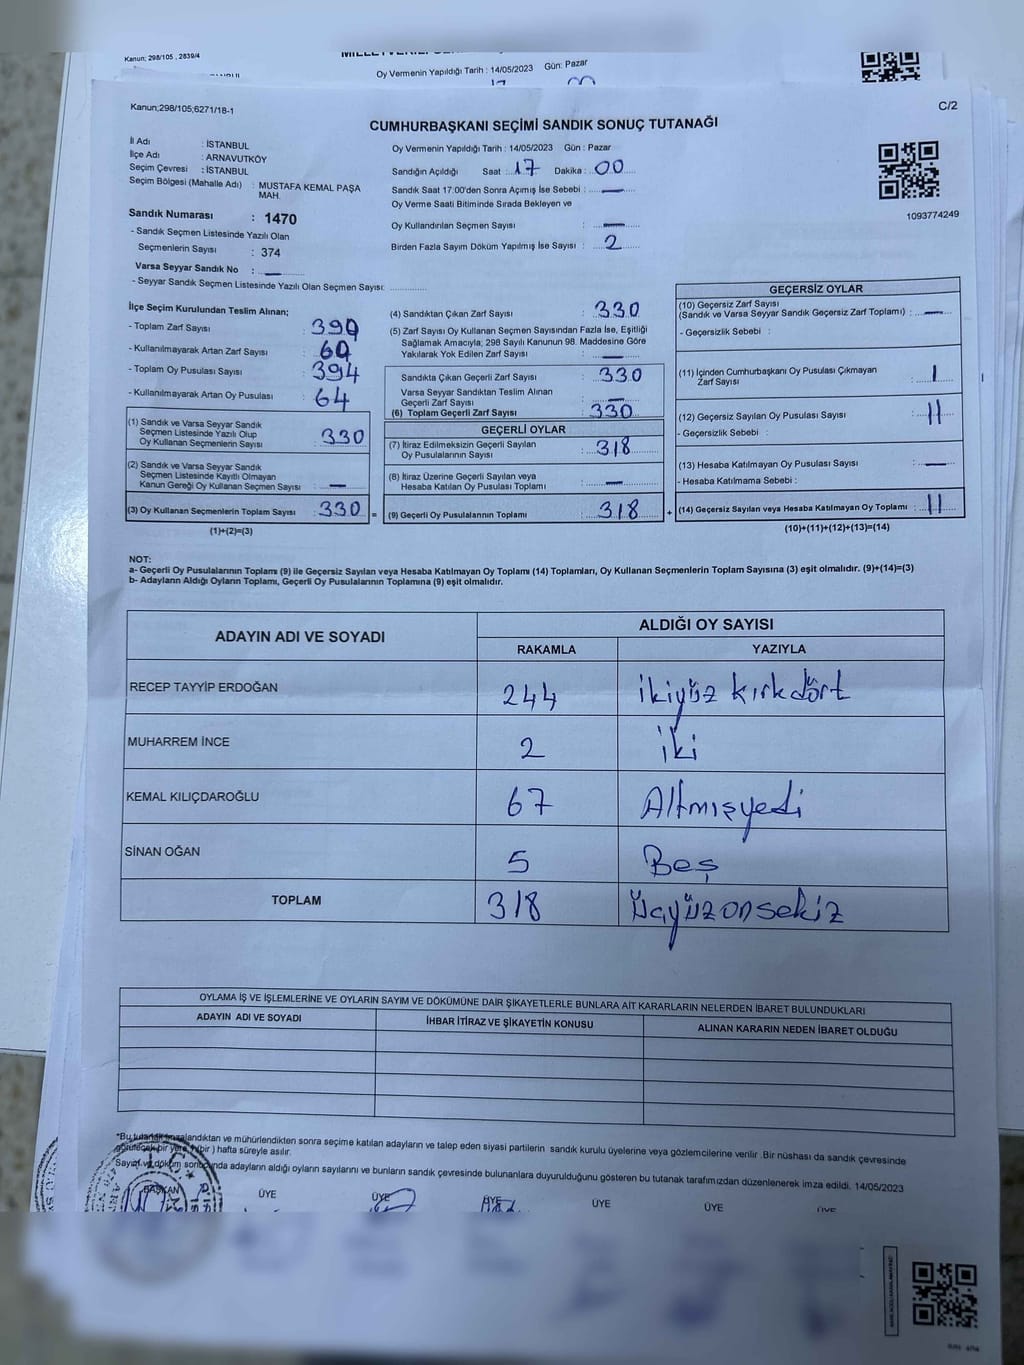 Kanun; 298/105 , 2839/4
Oy Vermenin Yapıldığı Tarih : 14/05/2023 Gün: Pazar
Kanun;298/105;6271/18-1
C/2
CUMHURBAŞKANI SEÇİMİ SANDIK SONUÇ TUTANAĞI
İl Adı : İSTANBUL
İlçe Adı : ARNAVUTKÖY
Seçim Çevresi : İSTANBUL
Seçim Bölgesi (Mahalle Adı) : MUSTAFA KEMAL PAŞA
MAH.
Sandık Numarası : 1470
- Sandık Seçmen Listesinde Yazılı Olan
Seçmenlerin Sayısı : 374
Varsa Seyyar Sandık No : —
- Seyyar Sandık Seçmen Listesinde Yazılı Olan Seçmen Sayısı: ..............
Oy Vermenin Yapıldığı Tarih : 14/05/2023 Gün : Pazar
Sandığın Açıldığı Saat : 17 Dakika : 00
Sandık Saat 17:00'den Sonra Açımış İse Sebebi : —
Oy Verme Saati Bitiminde Sırada Bekleyen ve
Oy Kullandırılan Seçmen Sayısı : —
Birden Fazla Sayım Döküm Yapılmış İse Sayısı : 2
1093774249
İlçe Seçim Kurulundan Teslim Alınan;
- Toplam Zarf Sayısı : 390
- Kullanılmayarak Artan Zarf Sayısı : 60
- Toplam Oy Pusulası Sayısı : 394
- Kullanılmayarak Artan Oy Pusulası : 64
(1) Sandık ve Varsa Seyyar Sandık
Seçmen Listesinde Yazılı Olup
Oy Kullanan Seçmenlerin Sayısı : 330
(2) Sandık ve Varsa Seyyar Sandık
Seçmen Listesinde Kayıtlı Olmayan
Kanun Gereği Oy Kullanan Seçmen Sayısı : —
(3) Oy Kullanan Seçmenlerin Toplam Sayısı : 330 =
(1)+(2)=(3)
(4) Sandıktan Çıkan Zarf Sayısı : 330
(5) Zarf Sayısı Oy Kullanan Seçmen Sayısından Fazla İse, Eşitliği
Sağlamak Amacıyla; 298 Sayılı Kanunun 98. Maddesine Göre
Yakılarak Yok Edilen Zarf Sayısı : —
Sandıkta Çıkan Geçerli Zarf Sayısı : 330
Varsa Seyyar Sandıktan Teslim Alınan
Geçerli Zarf Sayısı : —
(6) Toplam Geçerli Zarf Sayısı : 330
GEÇERLİ OYLAR
(7) İtiraz Edilmeksizin Geçerli Sayılan
Oy Pusulalarının Sayısı : 318
(8) İtiraz Üzerine Geçerli Sayılan veya
Hesaba Katılan Oy Pusulası Toplamı : —
(9) Geçerli Oy Pusulalarının Toplamı : 318 +
GEÇERSİZ OYLAR
(10) Geçersiz Zarf Sayısı
(Sandık ve Varsa Seyyar Sandık Geçersiz Zarf Toplamı) : —
- Geçersizlik Sebebi :
(11) İçinden Cumhurbaşkanı Oy Pusulası Çıkmayan
Zarf Sayısı : 1
(12) Geçersiz Sayılan Oy Pusulası Sayısı : 11
- Geçersizlik Sebebi :
(13) Hesaba Katılmayan Oy Pusulası Sayısı : —
- Hesaba Katılmama Sebebi :
(14) Geçersiz Sayılan veya Hesaba Katılmayan Oy Toplamı : 11
(10)+(11)+(12)+(13)=(14)
NOT:
a- Geçerli Oy Pusulalarının Toplamı (9) ile Geçersiz Sayılan veya Hesaba Katılmayan Oy Toplamı (14) Toplamları, Oy Kullanan Seçmenlerin Toplam Sayısına (3) eşit olmalıdır. (9)+(14)=(3)
b- Adayların Aldığı Oyların Toplamı, Geçerli Oy Pusulalarının Toplamına (9) eşit olmalıdır.
ADAYIN ADI VE SOYADI
ALDIĞI OY SAYISI
RAKAMLA YAZIYLA
RECEP TAYYİP ERDOĞAN 244 ikiyüz kırkdört
MUHARREM İNCE 2 iki
KEMAL KILIÇDAROĞLU 67 Altmışyedi
SİNAN OĞAN 5 Beş
TOPLAM 318 Üçyüzonsekiz
OYLAMA İŞ VE İŞLEMLERİNE VE OYLARIN SAYIM VE DÖKÜMÜNE DAİR ŞİKAYETLERLE BUNLARA AİT KARARLARIN NELERDEN İBARET BULUNDUKLARI
ADAYIN ADI VE SOYADI İHBAR İTİRAZ VE ŞİKAYETİN KONUSU ALINAN KARARIN NEDEN İBARET OLDUĞU
*Bu tutanak imzalandıktan ve mühürlendikten sonra seçime katılan adayların ve talep eden siyasi partilerin sandık kurulu üyelerine veya gözlemcilerine verilir .Bir nüshası da sandık çevresinde
görülecek bir yere 1 (bir ) hafta süreyle asılır.
Sayım ve döküm sonucunda adayların aldığı oyların sayılarını ve bunların sandık çevresinde bulunanlara duyurulduğunu gösteren bu tutanak tarafımızdan düzenlenerek imza edildi. 14/05/2023
BAŞKAN ÜYE ÜYE ÜYE ÜYE ÜYE ÜYE